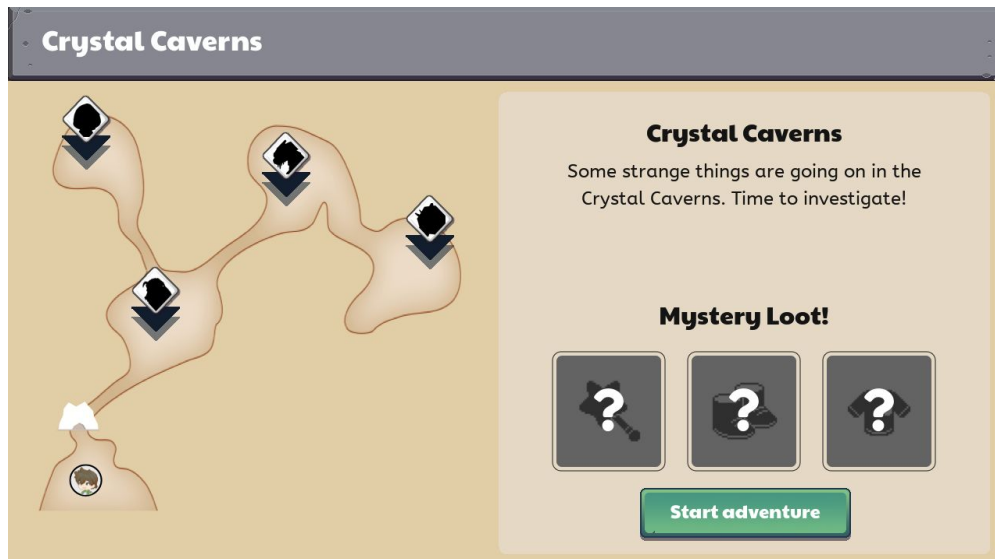 Crystal Caverns
Crystal Caverns
Some strange things are going on in the
Crystal Caverns. Time to investigate!
Mystery Loot!
? ? ?
Start adventure